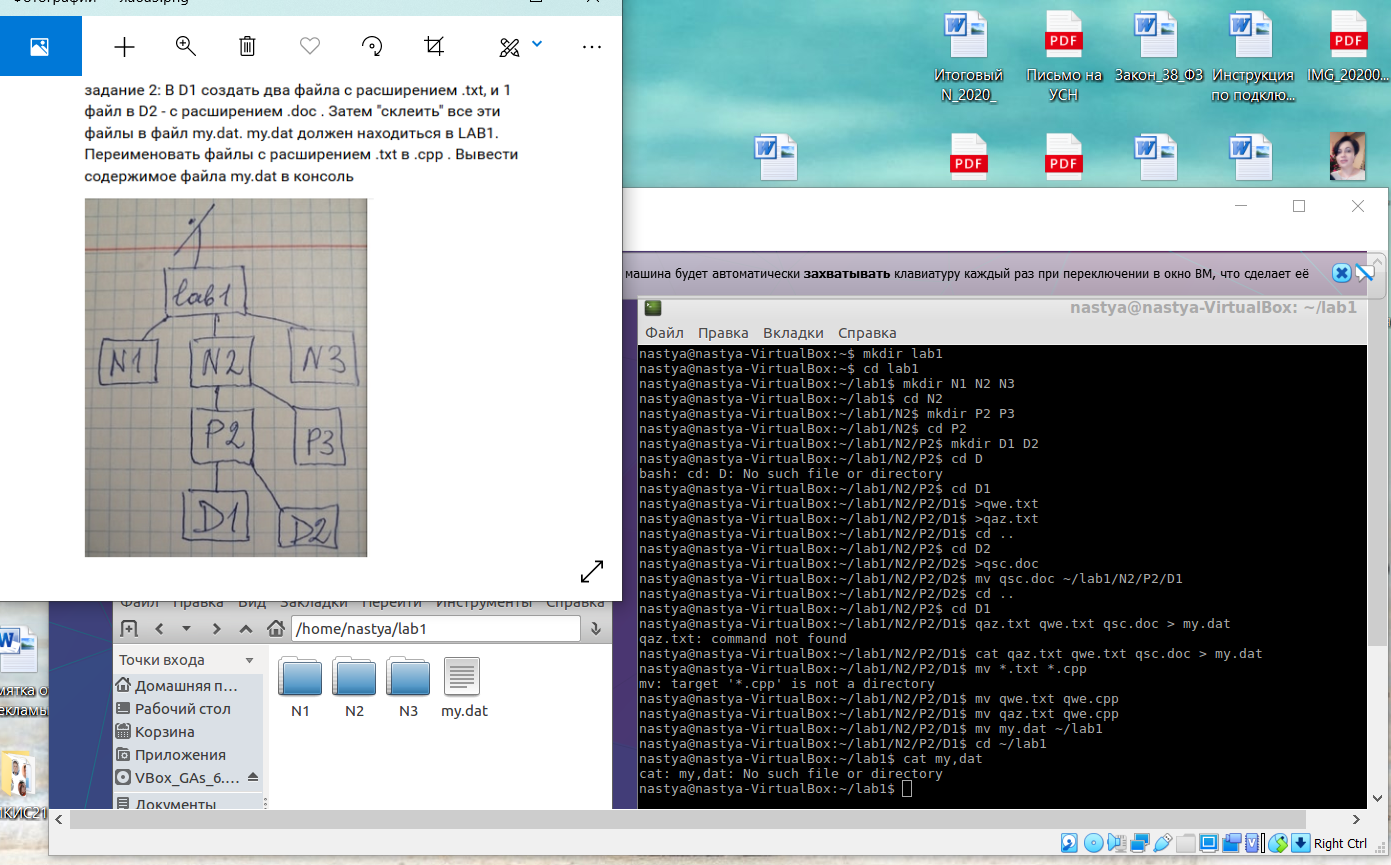 задание 2: В D1 создать два файла с расширением .txt, и 1
файл в D2 - с расширением .doc . Затем "склеить" все эти
файлы в файл my.dat. my.dat должен находиться в LAB1.
Переименовать файлы с расширением .txt в .cpp . Вывести
содержимое файла my.dat в консоль
lab1
N1 N2 N3
P2 P3
D1 D2
Итоговый
N_2020_
Письмо на
УСН
Закон_38_ФЗ
Инструкция
по подклю...
IMG_20200...
PDF
PDF
PDF
PDF
машина будет автоматически захватывать клавиатуру каждый раз при переключении в окно ВМ, что сделает её
nastya@nastya-VirtualBox: ~/lab1
Файл Правка Вкладки Справка
nastya@nastya-VirtualBox:~$ mkdir lab1
nastya@nastya-VirtualBox:~$ cd lab1
nastya@nastya-VirtualBox:~/lab1$ mkdir N1 N2 N3
nastya@nastya-VirtualBox:~/lab1$ cd N2
nastya@nastya-VirtualBox:~/lab1/N2$ mkdir P2 P3
nastya@nastya-VirtualBox:~/lab1/N2$ cd P2
nastya@nastya-VirtualBox:~/lab1/N2/P2$ mkdir D1 D2
nastya@nastya-VirtualBox:~/lab1/N2/P2$ cd D
bash: cd: D: No such file or directory
nastya@nastya-VirtualBox:~/lab1/N2/P2$ cd D1
nastya@nastya-VirtualBox:~/lab1/N2/P2/D1$ >qwe.txt
nastya@nastya-VirtualBox:~/lab1/N2/P2/D1$ >qaz.txt
nastya@nastya-VirtualBox:~/lab1/N2/P2/D1$ cd ..
nastya@nastya-VirtualBox:~/lab1/N2/P2$ cd D2
nastya@nastya-VirtualBox:~/lab1/N2/P2/D2$ >qsc.doc
nastya@nastya-VirtualBox:~/lab1/N2/P2/D2$ mv qsc.doc ~/lab1/N2/P2/D1
nastya@nastya-VirtualBox:~/lab1/N2/P2/D2$ cd ..
nastya@nastya-VirtualBox:~/lab1/N2/P2$ cd D1
nastya@nastya-VirtualBox:~/lab1/N2/P2/D1$ qaz.txt qwe.txt qsc.doc > my.dat
qaz.txt: command not found
nastya@nastya-VirtualBox:~/lab1/N2/P2/D1$ cat qaz.txt qwe.txt qsc.doc > my.dat
nastya@nastya-VirtualBox:~/lab1/N2/P2/D1$ mv *.txt *.cpp
mv: target '*.cpp' is not a directory
nastya@nastya-VirtualBox:~/lab1/N2/P2/D1$ mv qwe.txt qwe.cpp
nastya@nastya-VirtualBox:~/lab1/N2/P2/D1$ mv qaz.txt qwe.cpp
nastya@nastya-VirtualBox:~/lab1/N2/P2/D1$ mv my.dat ~/lab1
nastya@nastya-VirtualBox:~/lab1/N2/P2/D1$ cd ~/lab1
nastya@nastya-VirtualBox:~/lab1$ cat my,dat
cat: my,dat: No such file or directory
nastya@nastya-VirtualBox:~/lab1$
Файл Правка Вид Закладки Перейти Инструменты Справка
/home/nastya/lab1
Точки входа
Домашняя п...
Рабочий стол
Корзина
Приложения
VBox_GAs_6....
Документы
N1 N2 N3 my.dat
Right Ctrl